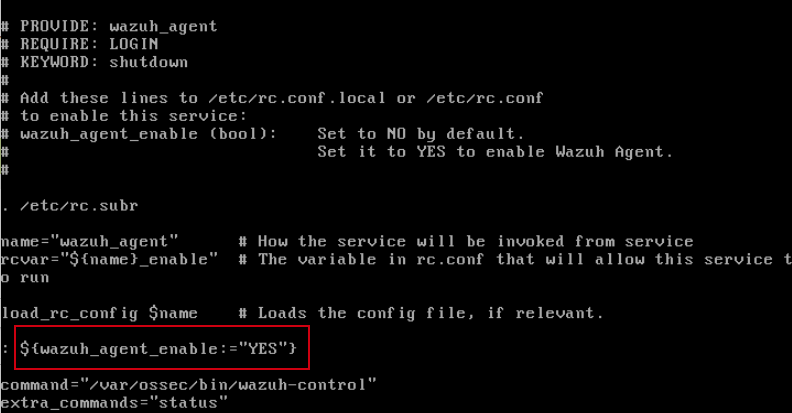 # PROVIDE: wazuh_agent
# REQUIRE: LOGIN
# KEYWORD: shutdown
#
# Add these lines to /etc/rc.conf.local or /etc/rc.conf
# to enable this service:
# wazuh_agent_enable (bool):    Set to NO by default.
#                               Set it to YES to enable Wazuh Agent.
#
. /etc/rc.subr
name="wazuh_agent"      # How the service will be invoked from service
rcvar="${name}_enable"  # The variable in rc.conf that will allow this service t
o run
load_rc_config $name    # Loads the config file, if relevant.
: ${wazuh_agent_enable:="YES"}
command="/var/ossec/bin/wazuh-control"
extra_commands="status"